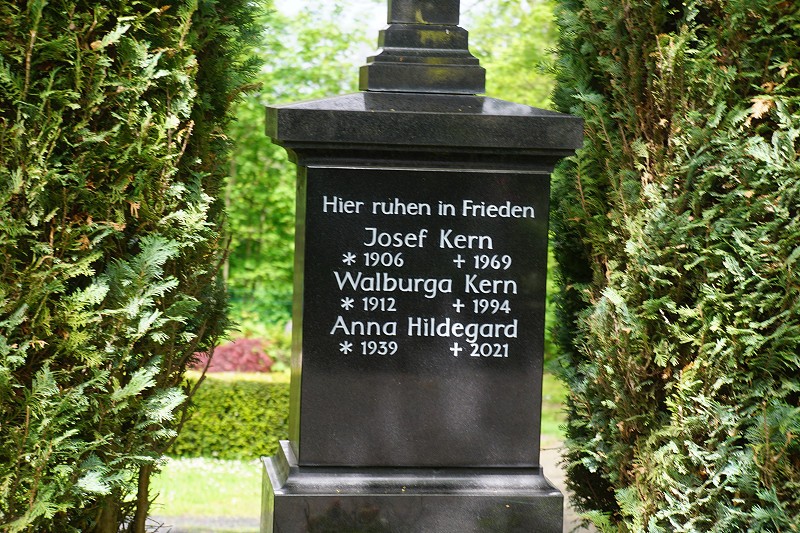 Hier ruhen in Frieden
Josef Kern
* 1906 + 1969
Walburga Kern
* 1912 + 1994
Anna Hildegard
* 1939 + 2021